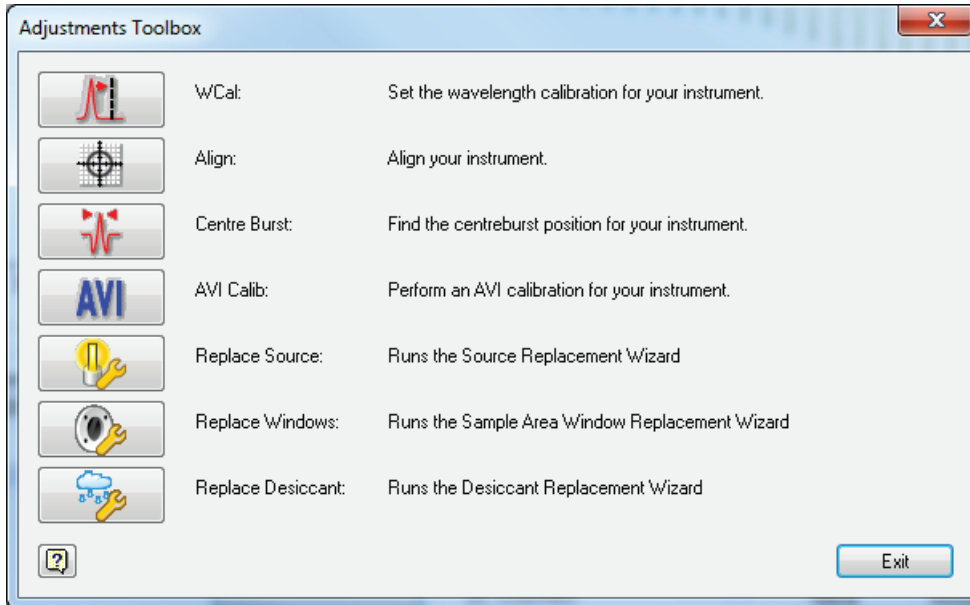 Adjustments Toolbox
WCal: Set the wavelength calibration for your instrument.
Align: Align your instrument.
Centre Burst: Find the centreburst position for your instrument.
AVI AVI Calib: Perform an AVI calibration for your instrument.
Replace Source: Runs the Source Replacement Wizard
Replace Windows: Runs the Sample Area Window Replacement Wizard
Replace Desiccant: Runs the Desiccant Replacement Wizard
? Exit